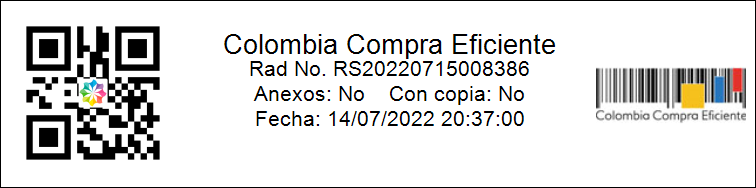 Colombia Compra Eficiente
Rad No. RS20220715008386
Anexos: No    Con copia: No
Fecha: 14/07/2022 20:37:00
Colombia Compra Eficiente